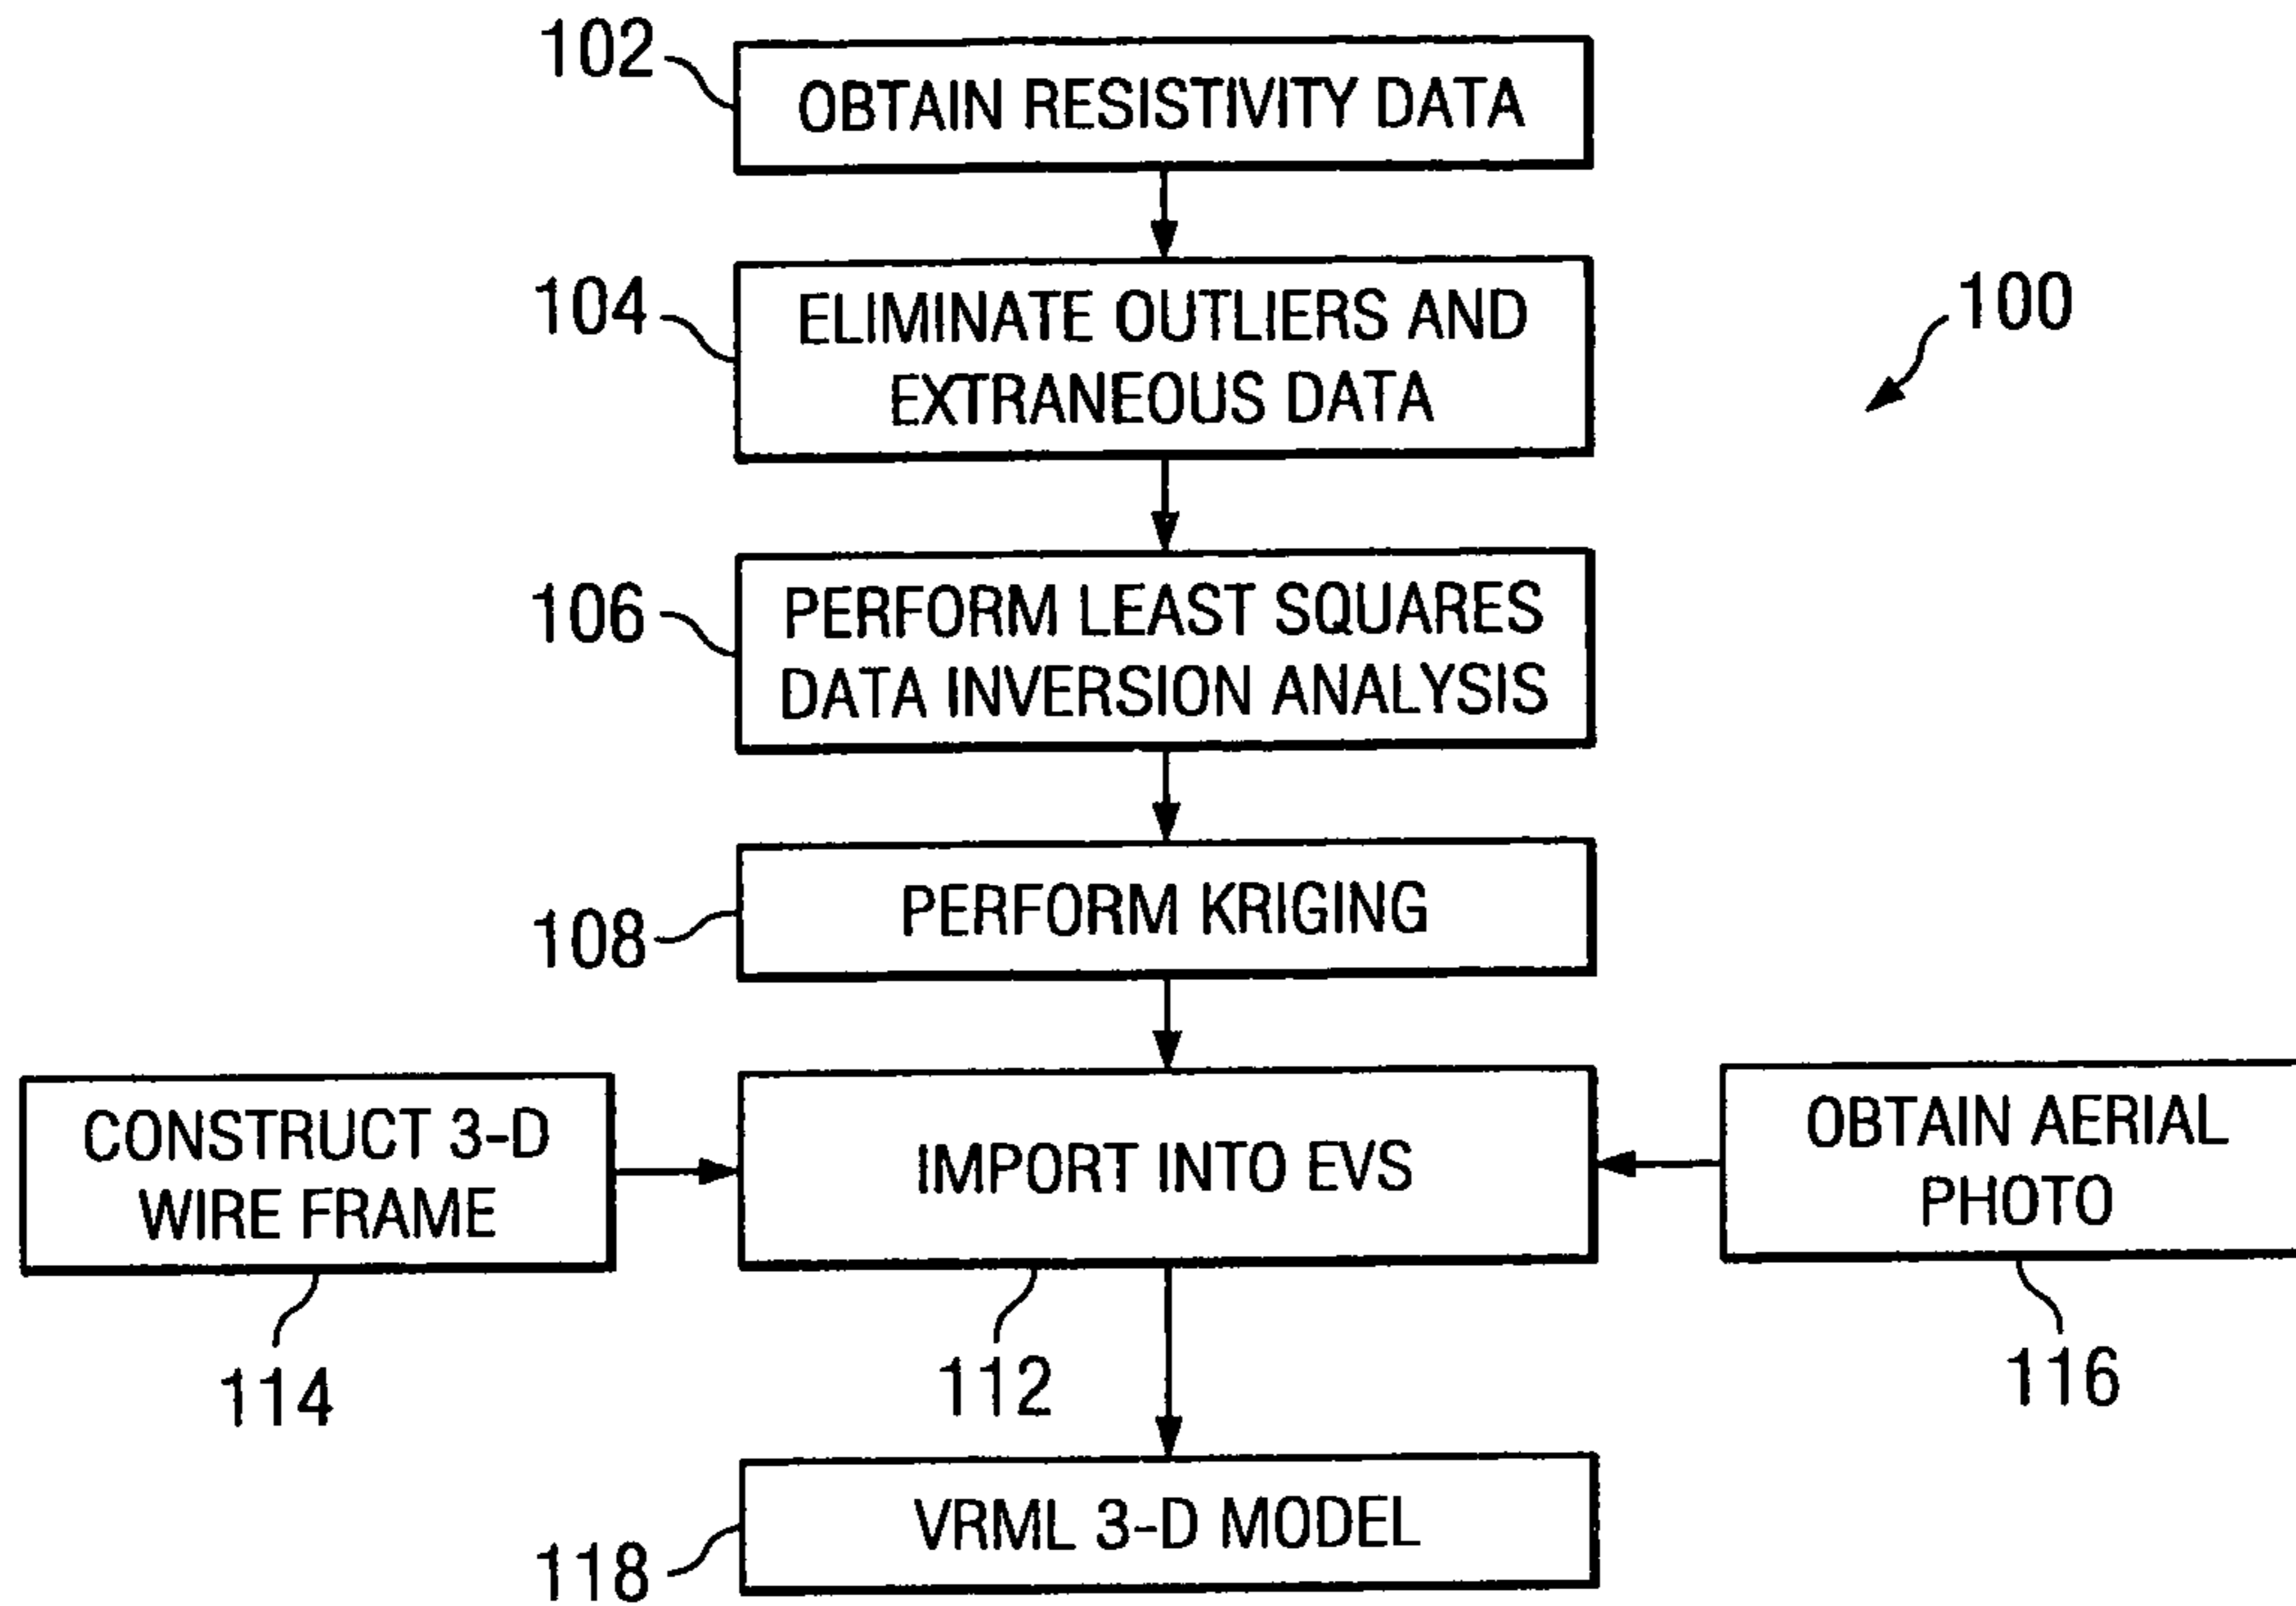 102
OBTAIN RESISTIVITY DATA
104
ELIMINATE OUTLIERS AND
EXTRANEOUS DATA
100
106
PERFORM LEAST SQUARES
DATA INVERSION ANALYSIS
108
PERFORM KRIGING
CONSTRUCT 3-D
WIRE FRAME
IMPORT INTO EVS
OBTAIN AERIAL
PHOTO
114
112
116
118
VRML 3-D MODEL